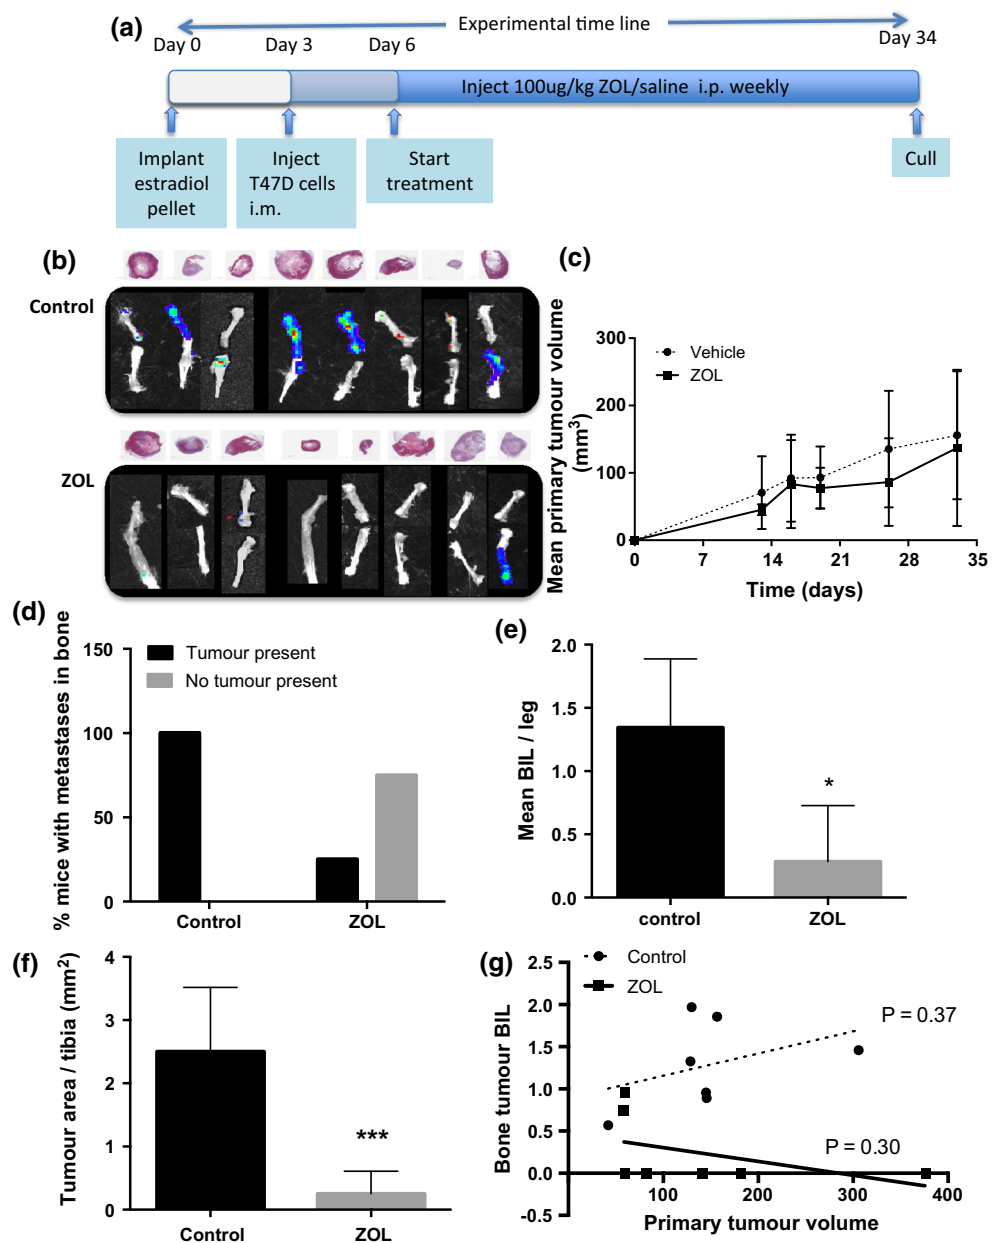 (a)
Experimental time line
Day 0
Day 3
Day 6
Day 34
Inject 100ug/kg ZOL/saline i.p. weekly
Implant
estradiol
pellet
Inject
T47D cells
i.m.
Start
treatment
Cull
(b)
Control
ZOL
(c)
Mean primary tumour volume
(mm³)
300
200
100
0
Vehicle
ZOL
0 7 14 21 28 35
Time (days)
(d)
% mice with metastases in bone
150
100
50
0
Tumour present
No tumour present
Control ZOL
(e)
Mean BIL / leg
2.0
1.5
1.0
0.5
0.0
*
control ZOL
(f)
Tumour area / tibia (mm²)
4
3
2
1
0
***
Control ZOL
(g)
Control
ZOL
Bone tumour BIL
2.5
2.0
1.5
1.0
0.5
0.0
-0.5
P = 0.37
P = 0.30
100 200 300 400
Primary tumour volume